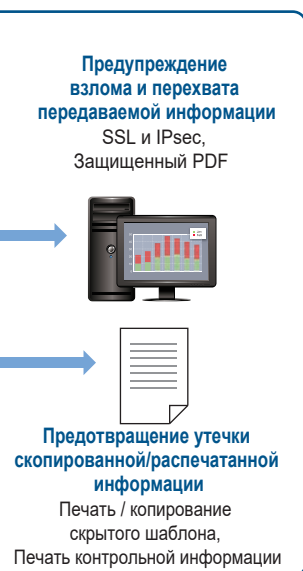 Предупреждение
взлома и перехвата
передаваемой информации
SSL и IPsec,
Защищенный PDF
Предотвращение утечки
скопированной/распечатанной
информации
Печать / копирование
скрытого шаблона,
Печать контрольной информации